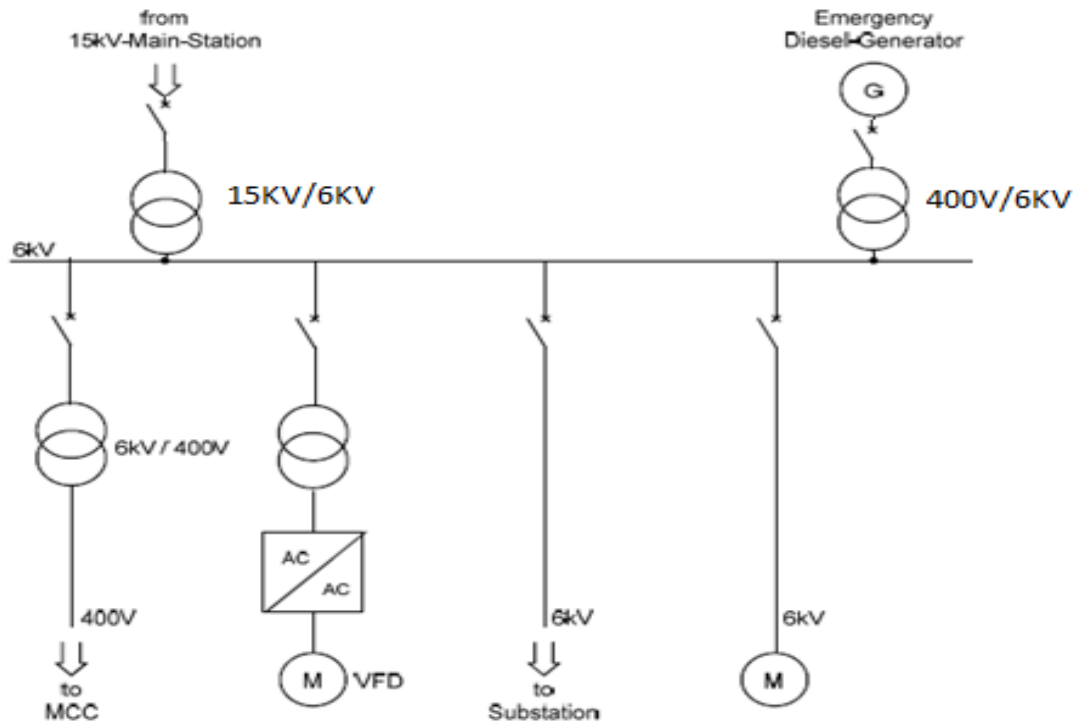 from
15kV-Main-Station
Emergency
Diesel-Generator
G
15KV/6KV
400V/6KV
6kV
6kV / 400V
AC
AC
400V
6kV
6kV
M
VFD
M
to
MCC
to
Substation